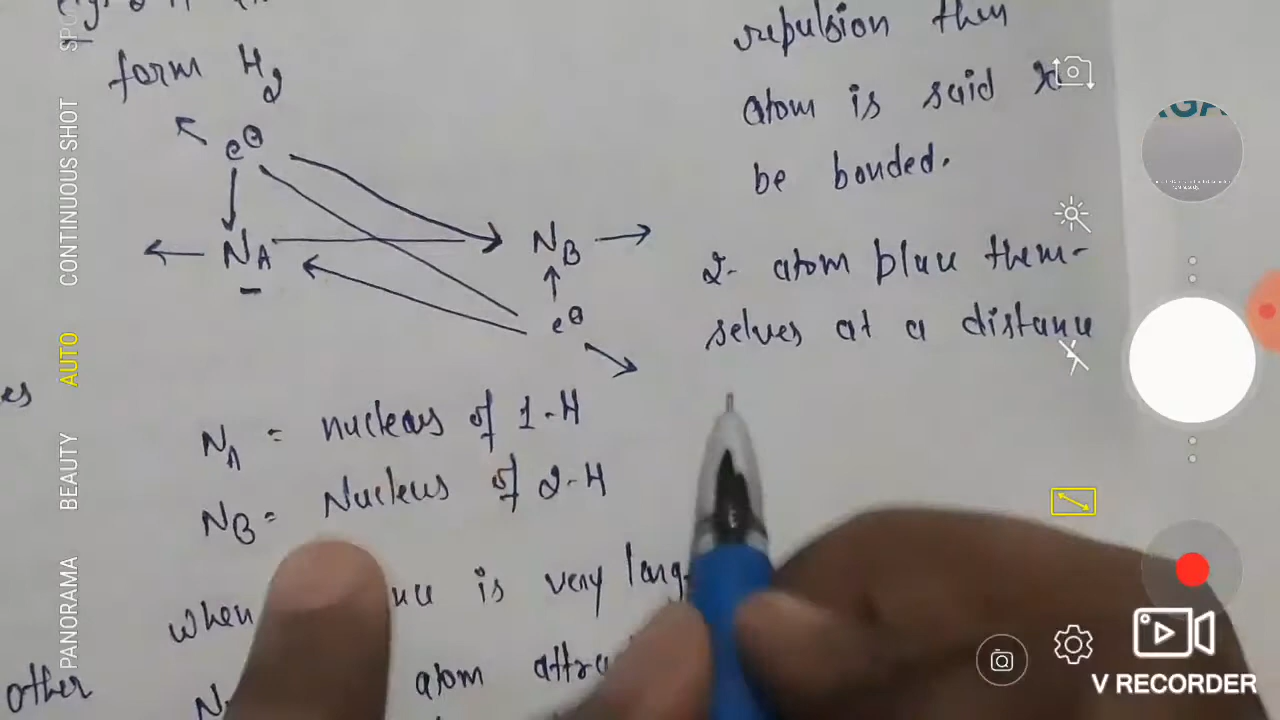 form H2
e⊖
NA
NB
e⊖
NA = nucleus of 1-H
NB = Nucleus of 2-H
when is very
atom
other
repulsion then
atom is said
be bonded.
2- atom place them-
selves at a distance
PANORAMA
BEAUTY
AUTO
CONTINUOUS SHOT
V RECORDER